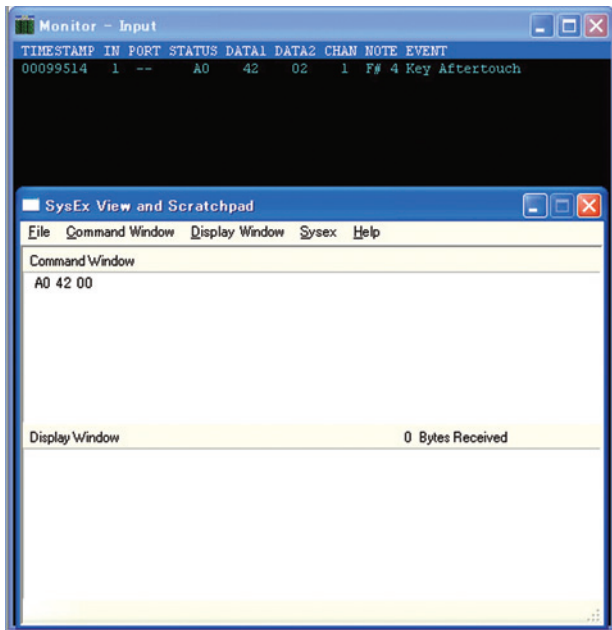 Monitor - Input
TIMESTAMP IN PORT STATUS DATA1 DATA2 CHAN NOTE EVENT
00099514 1 -- A0 42 02 1 F# 4 Key Aftertouch
SysEx View and Scratchpad
File Command Window Display Window Sysex Help
Command Window
A0 42 00
Display Window 0 Bytes Received